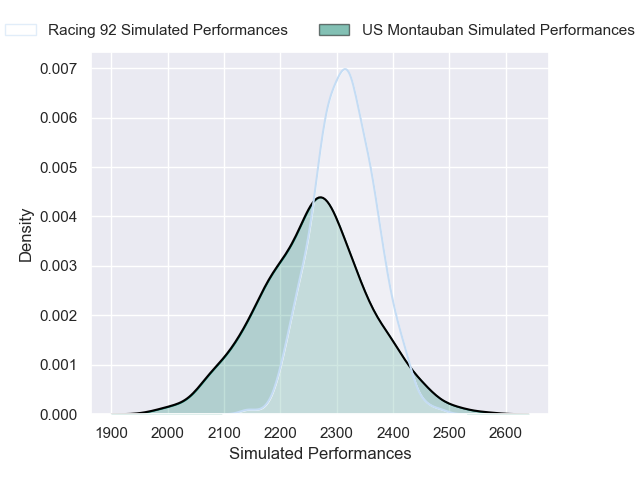 Racing 92 Simulated Performances US Montauban Simulated Performances
0.007
0.006
0.005
0.004
0.003
0.002
0.001
0.000
Density
1900 2000 2100 2200 2300 2400 2500 2600
Simulated Performances